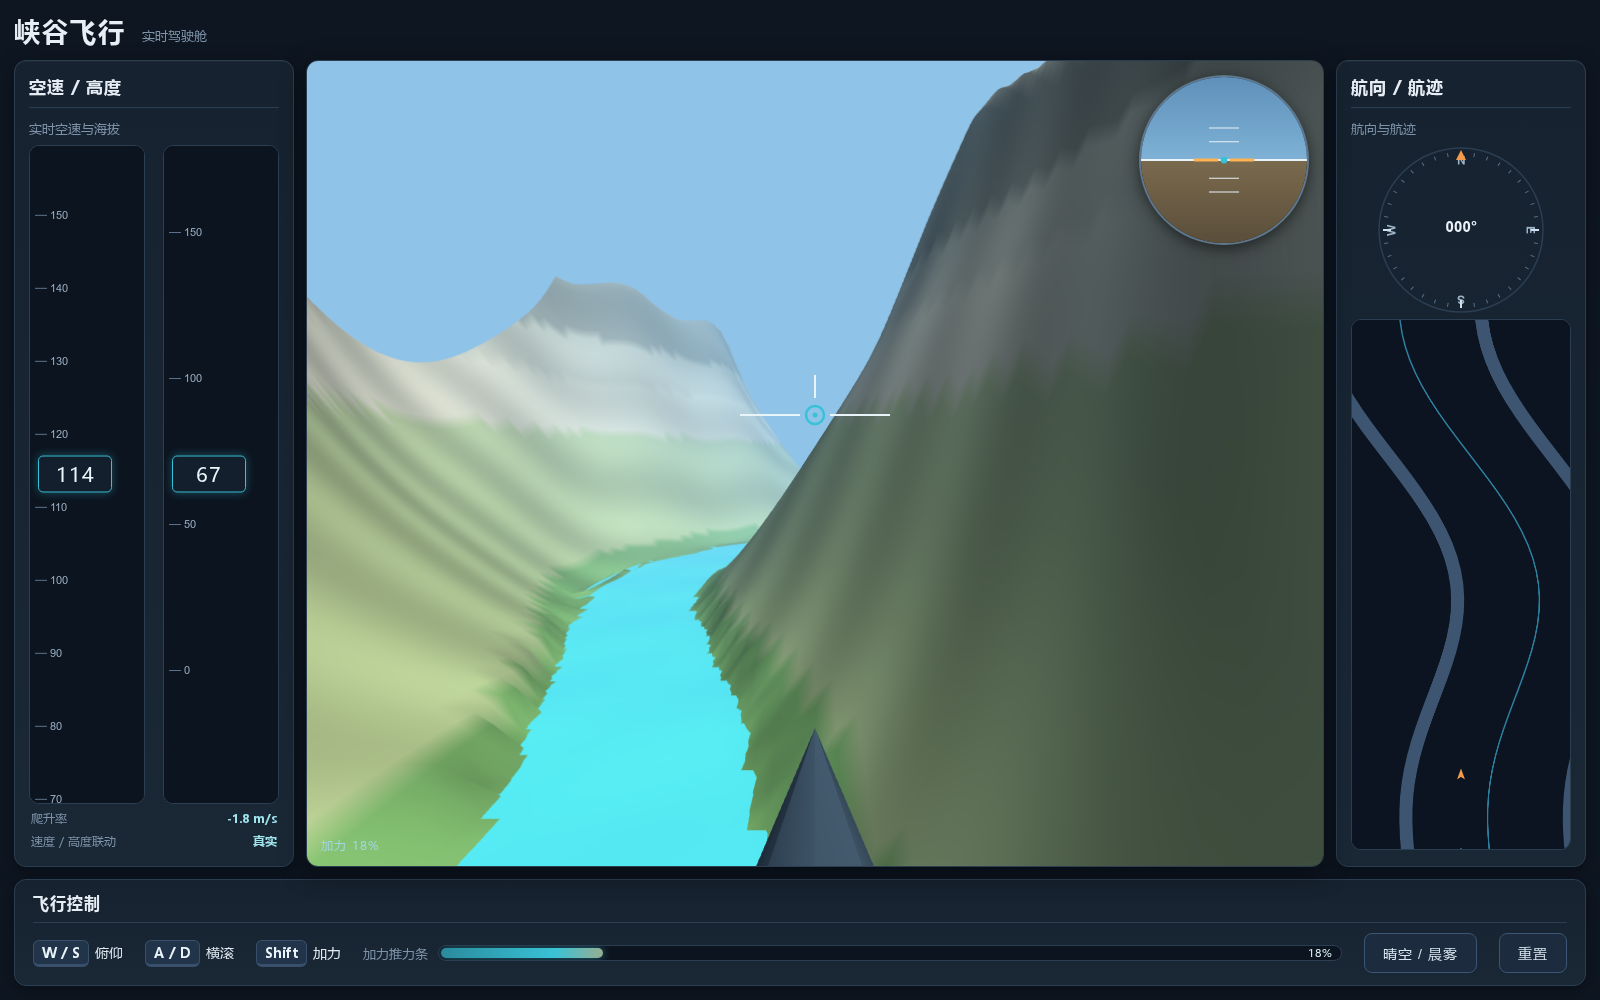 峡谷飞行 实时驾驶舱
空速 / 高度
实时空速与海拔
150
140
130
120
114
110
100
90
80
70
150
100
67
50
0
爬升率 -1.8 m/s
速度 / 高度联动 真实
加力 18%
航向 / 航迹
航向与航迹
N
W
000°
E
S
飞行控制
W / S 俯仰 A / D 横滚 Shift 加力 加力推力条 18% 晴空 / 晨雾 重置